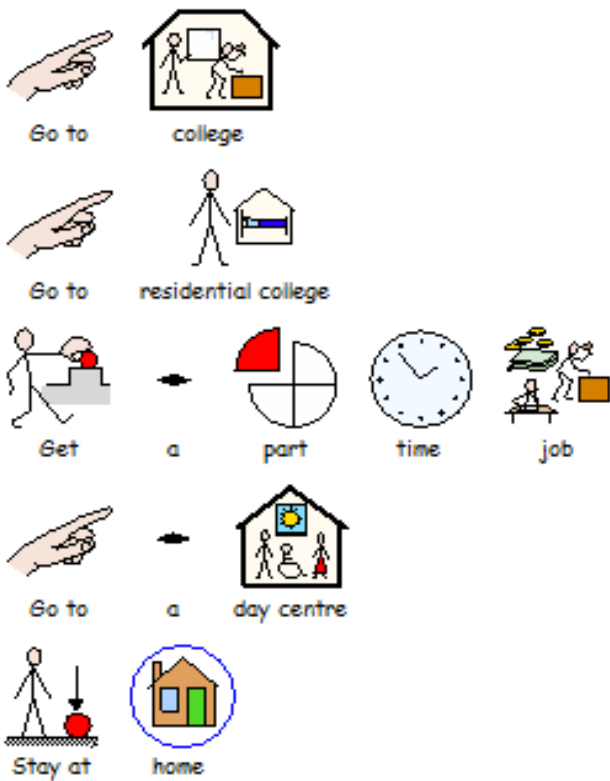 Go to college
Go to residential college
Get a part time job
Go to a day centre
Stay at home